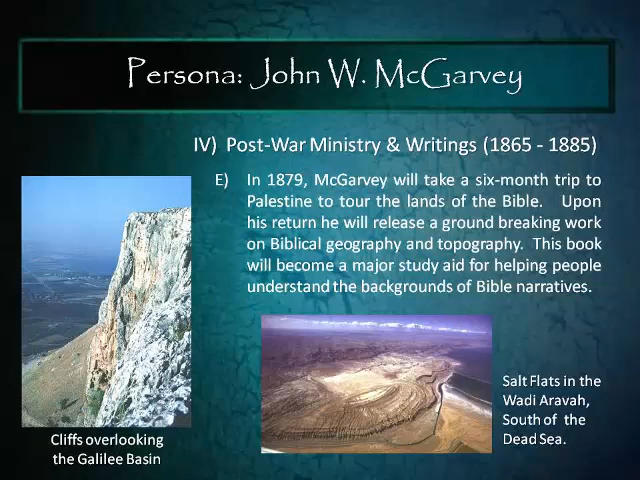 Persona: John W. McGarvey
IV) Post-War Ministry & Writings (1865 - 1885)
E) In 1879, McGarvey will take a six-month trip to
Palestine to tour the lands of the Bible. Upon
his return he will release a ground breaking work
on Biblical geography and topography. This book
will become a major study aid for helping people
understand the backgrounds of Bible narratives.
Salt Flats in the
Wadi Aravah,
South of the
Dead Sea.
Cliffs overlooking
the Galilee Basin